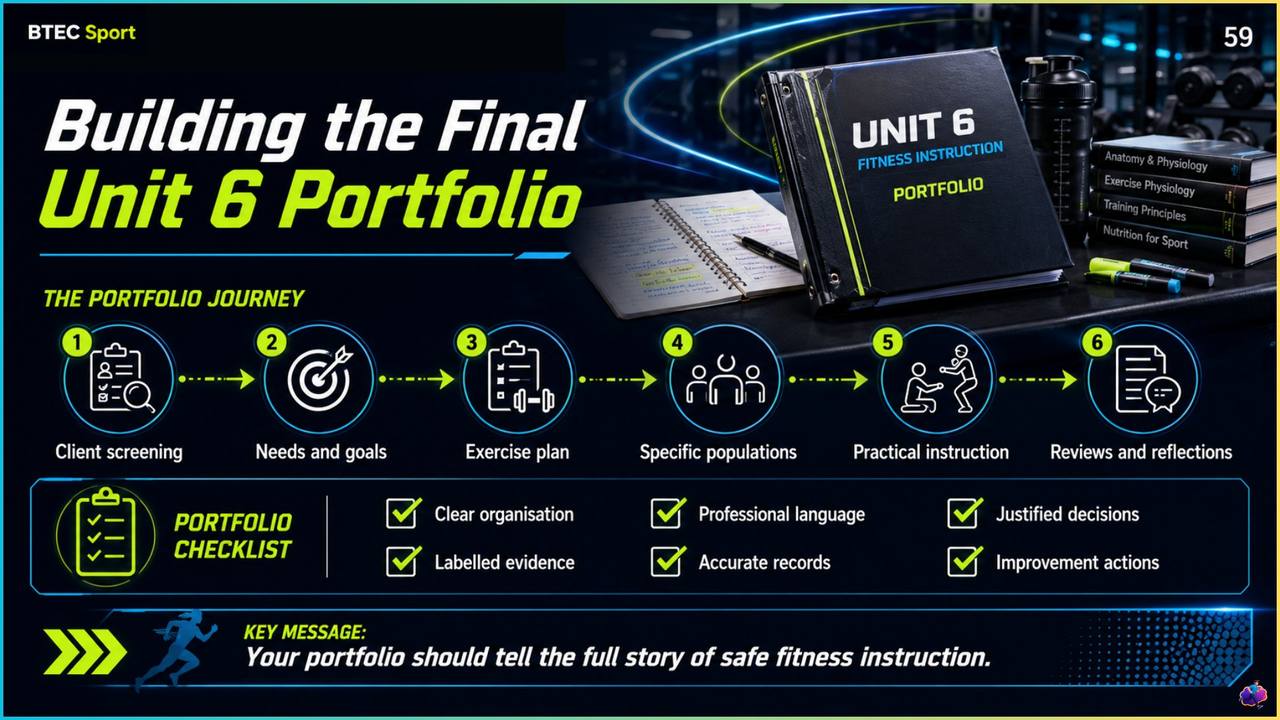 BTEC Sport
59
Building the Final
Unit 6 Portfolio
UNIT 6
FITNESS INSTRUCTION
PORTFOLIO
Anatomy & Physiology
Exercise Physiology
Training Principles
Nutrition for Sport
THE PORTFOLIO JOURNEY
1
2
3
4
5
6
Client screening
Needs and goals
Exercise plan
Specific populations
Practical instruction
Reviews and reflections
PORTFOLIO
CHECKLIST
Clear organisation
Professional language
Justified decisions
Labelled evidence
Accurate records
Improvement actions
KEY MESSAGE:
Your portfolio should tell the full story of safe fitness instruction.